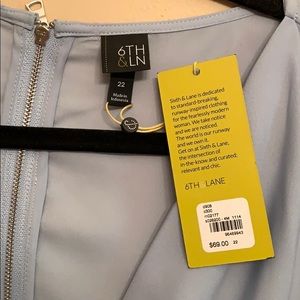 6TH
&LN
22
Made in
Indonesia
Sixth & Lane is dedicated
to standard-breaking,
runway-inspired clothing
for the fearlessly modern
woman. We take notice
and we are noticed.
The world is our runway
and we own it.
Get on at Sixth & Lane,
the intersection of
in-the-know and curated;
relevant and chic.
6TH & LANE
$69.00 22